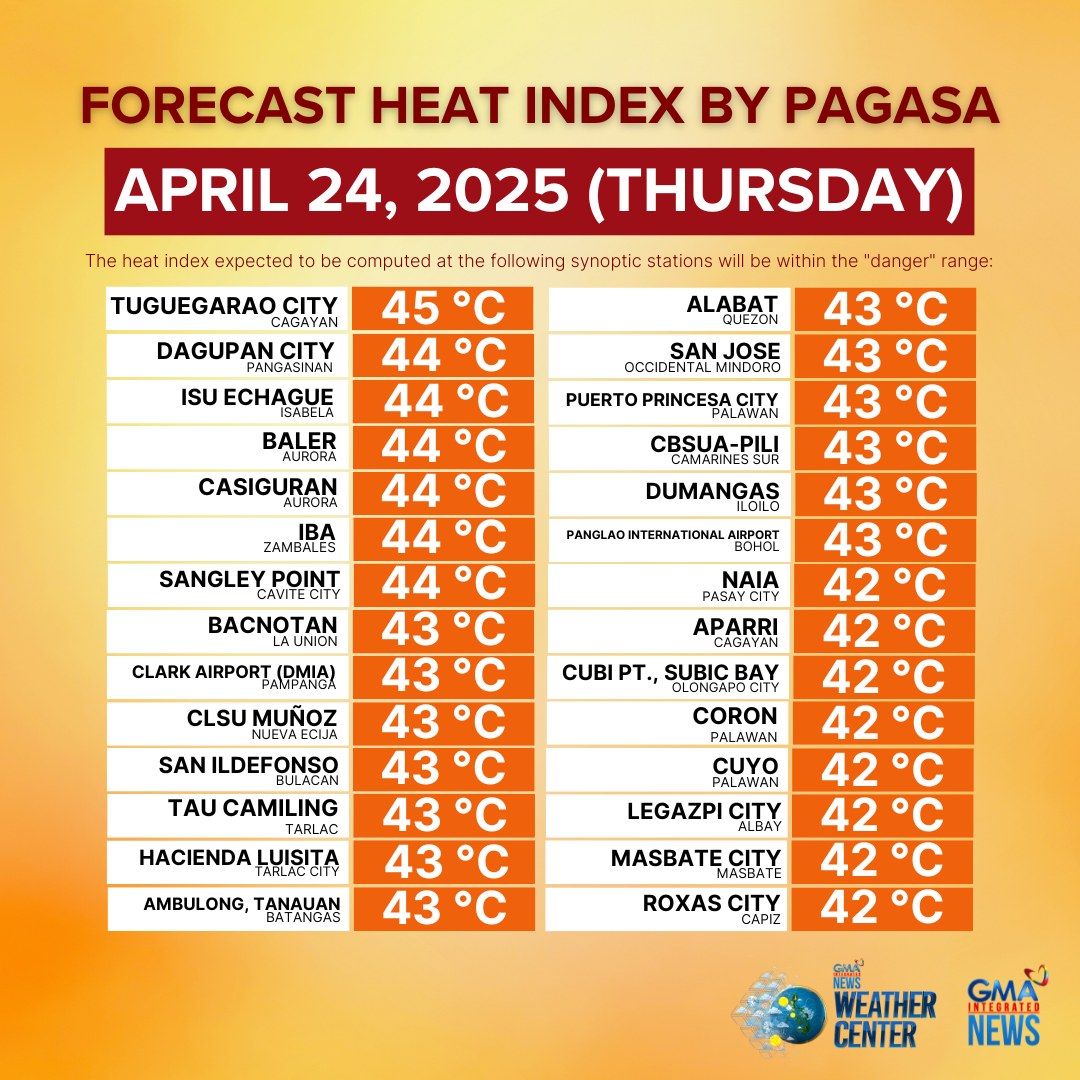 FORECAST HEAT INDEX BY PAGASA
APRIL 24, 2025 (THURSDAY)
The heat index expected to be computed at the following synoptic stations will be within the "danger" range:
TUGUEGARAO CITY
CAGAYAN
45 °C
DAGUPAN CITY
PANGASINAN
44 °C
ISU ECHAGUE
ISABELA
44 °C
BALER
AURORA
44 °C
CASIGURAN
AURORA
44 °C
IBA
ZAMBALES
44 °C
SANGLEY POINT
CAVITE CITY
44 °C
BACNOTAN
LA UNION
43 °C
CLARK AIRPORT (DMIA)
PAMPANGA
43 °C
CLSU MUÑOZ
NUEVA ECIJA
43 °C
SAN ILDEFONSO
BULACAN
43 °C
TAU CAMILING
TARLAC
43 °C
HACIENDA LUISITA
TARLAC CITY
43 °C
AMBULONG, TANAUAN
BATANGAS
43 °C
ALABAT
QUEZON
43 °C
SAN JOSE
OCCIDENTAL MINDORO
43 °C
PUERTO PRINCESA CITY
PALAWAN
43 °C
CBSUA-PILI
CAMARINES SUR
43 °C
DUMANGAS
ILOILO
43 °C
PANGLAO INTERNATIONAL AIRPORT
BOHOL
43 °C
NAIA
PASAY CITY
42 °C
APARRI
CAGAYAN
42 °C
CUBI PT., SUBIC BAY
OLONGAPO CITY
42 °C
CORON
PALAWAN
42 °C
CUYO
PALAWAN
42 °C
LEGAZPI CITY
ALBAY
42 °C
MASBATE CITY
MASBATE
42 °C
ROXAS CITY
CAPIZ
42 °C
GMA
INTEGRATED
NEWS
WEATHER
CENTER
GMA
INTEGRATED
NEWS